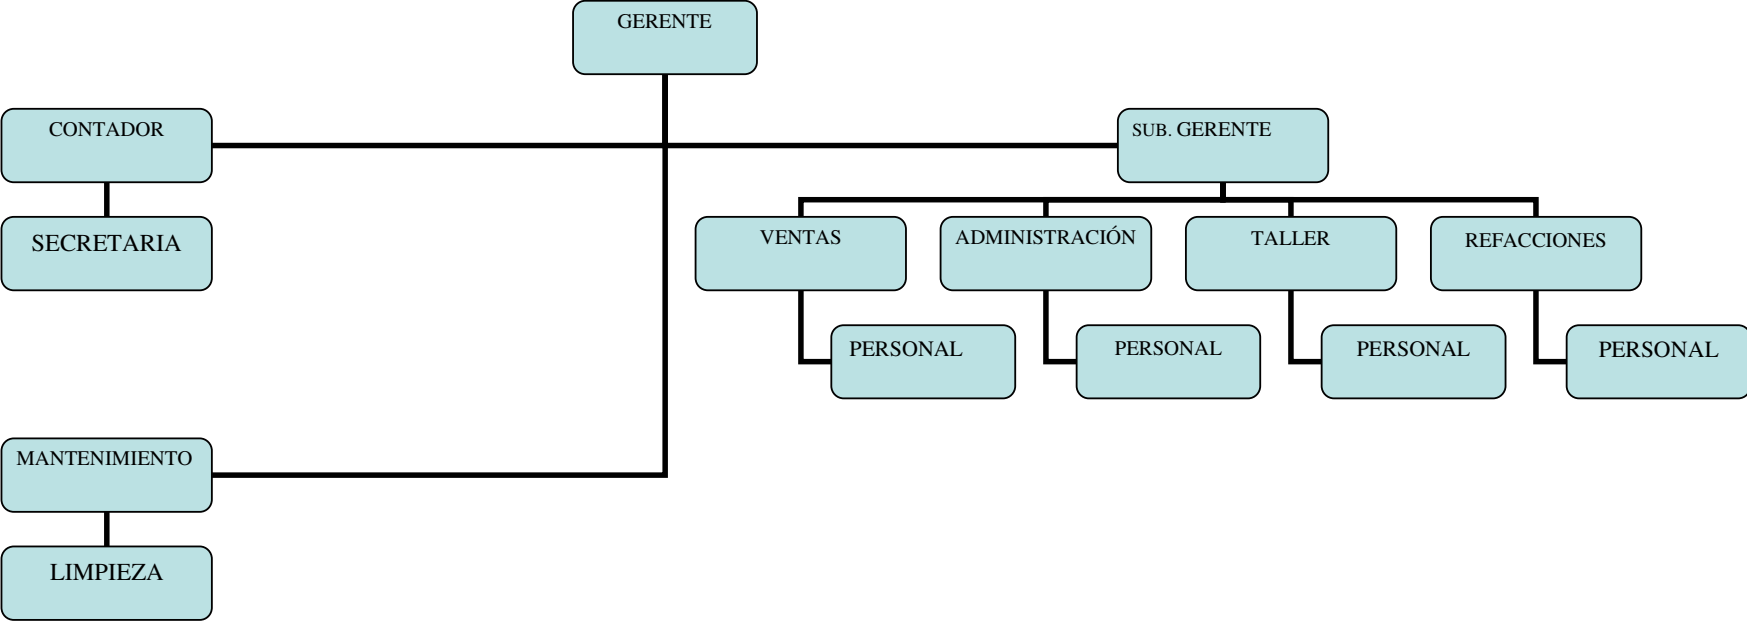 GERENTE
CONTADOR
SUB. GERENTE
SECRETARIA
VENTAS
ADMINISTRACIÓN
TALLER
REFACCIONES
PERSONAL
PERSONAL
PERSONAL
PERSONAL
MANTENIMIENTO
LIMPIEZA